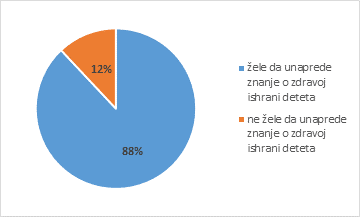 12%
88%
žele da unaprede
znanje o zdravoj
ishrani deteta
ne žele da unaprede
znanje o zdravoj
ishrani deteta